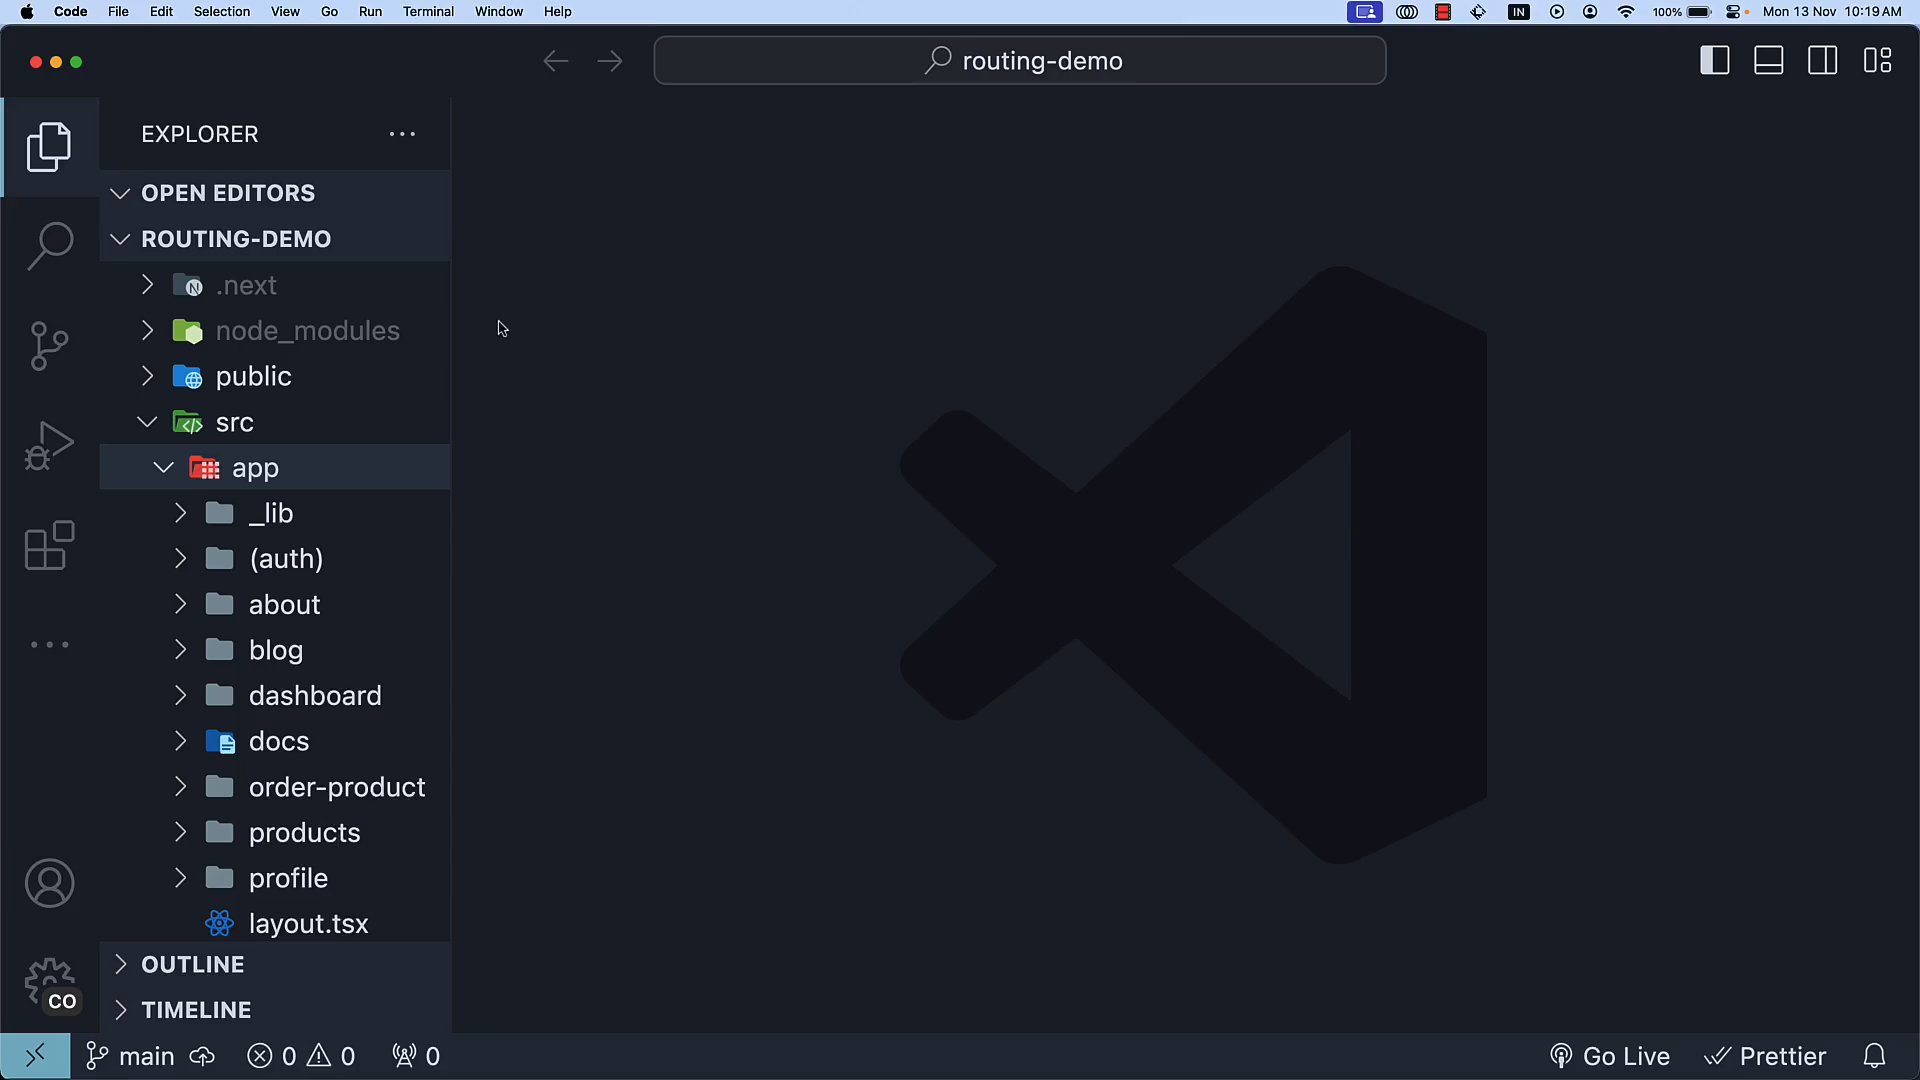 Code File Edit Selection View Go Run Terminal Window Help IN 100% Mon 13 Nov 10:19 AM
routing-demo
EXPLORER
OPEN EDITORS
ROUTING-DEMO
.next
node_modules
public
src
app
_lib
(auth)
about
blog
dashboard
docs
order-product
products
profile
layout.tsx
OUTLINE
CO
TIMELINE
main 0 0 0 Go Live Prettier